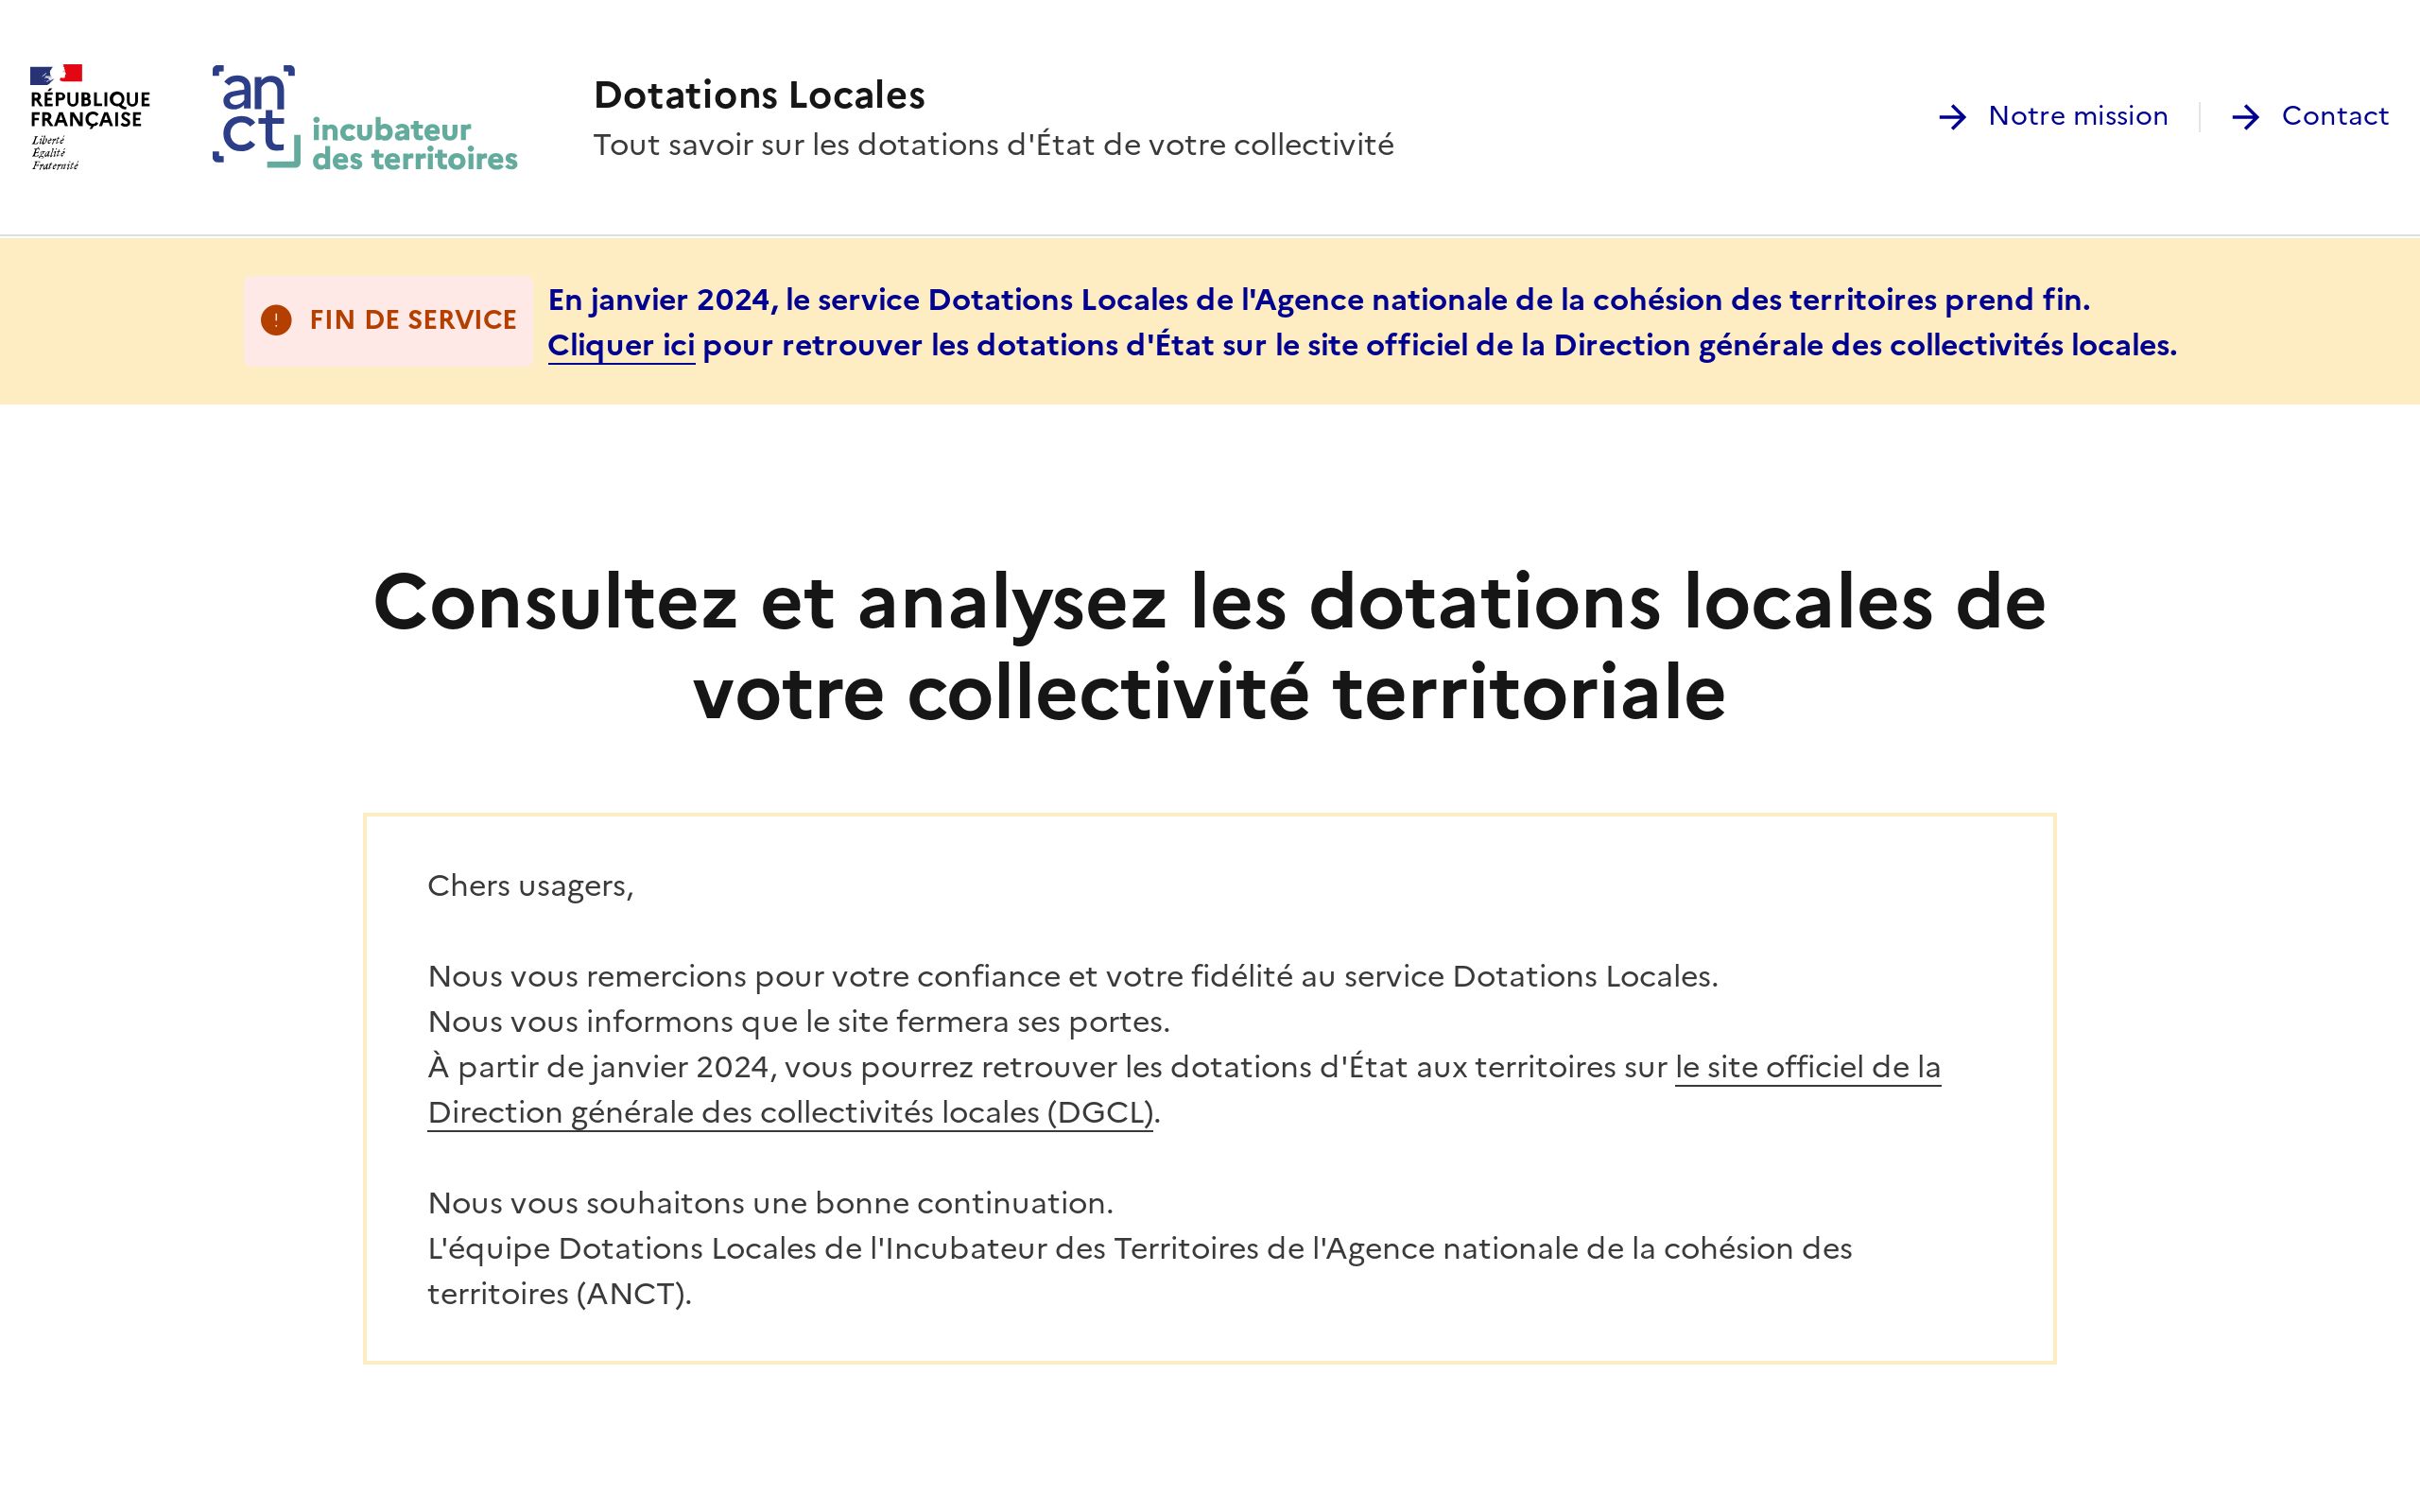 RÉPUBLIQUE
FRANÇAISE
Liberté
Égalité
Fraternité
anct
incubateur
des territoires
Dotations Locales
Tout savoir sur les dotations d'État de votre collectivité
Notre mission
Contact
FIN DE SERVICE
En janvier 2024, le service Dotations Locales de l'Agence nationale de la cohésion des territoires prend fin.
Cliquer ici pour retrouver les dotations d'État sur le site officiel de la Direction générale des collectivités locales.
Consultez et analysez les dotations locales de
votre collectivité territoriale
Chers usagers,
Nous vous remercions pour votre confiance et votre fidélité au service Dotations Locales.
Nous vous informons que le site fermera ses portes.
À partir de janvier 2024, vous pourrez retrouver les dotations d'État aux territoires sur le site officiel de la
Direction générale des collectivités locales (DGCL).
Nous vous souhaitons une bonne continuation.
L'équipe Dotations Locales de l'Incubateur des Territoires de l'Agence nationale de la cohésion des
territoires (ANCT).